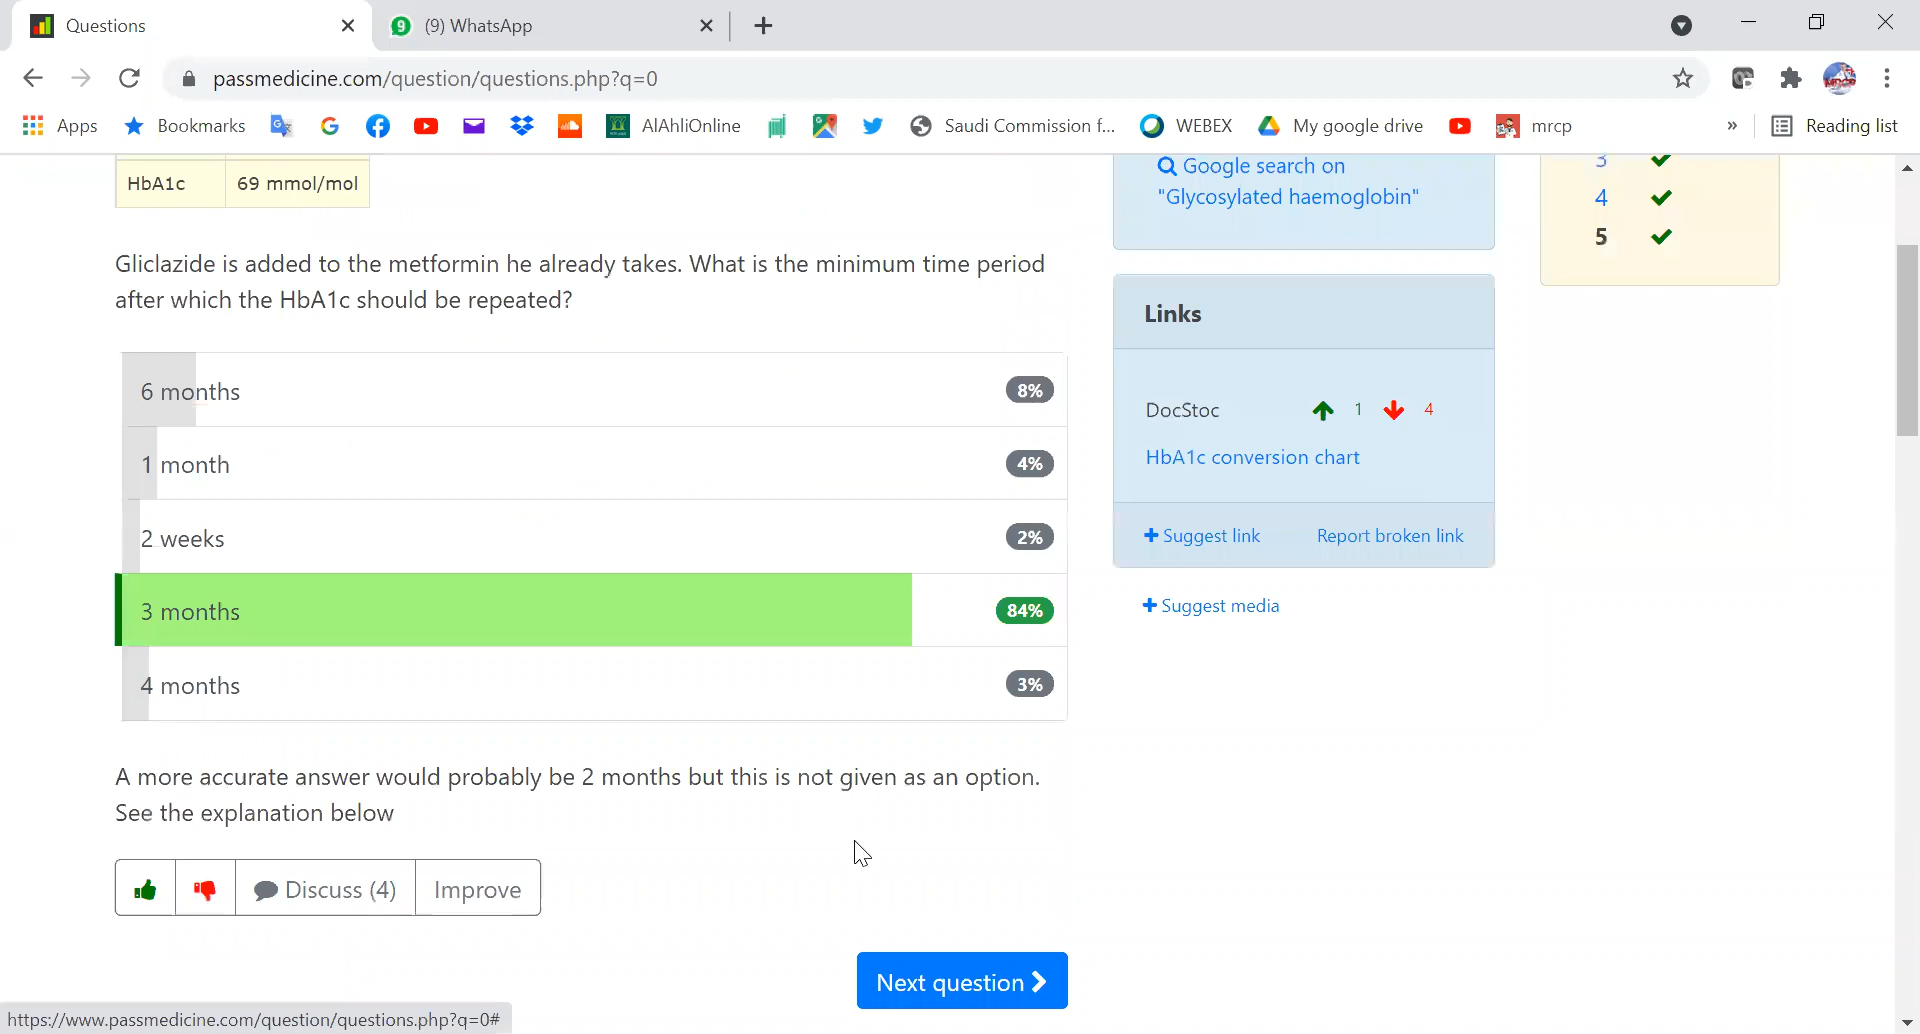 Questions
9 (9) WhatsApp
passmedicine.com/question/questions.php?q=0
Apps Bookmarks AlAhliOnline Saudi Commission f... WEBEX My google drive mrcp » Reading list
HbA1c 69 mmol/mol
Gliclazide is added to the metformin he already takes. What is the minimum time period
after which the HbA1c should be repeated?
6 months 8%
1 month 4%
2 weeks 2%
3 months 84%
4 months 3%
A more accurate answer would probably be 2 months but this is not given as an option.
See the explanation below
Discuss (4) Improve
Next question
Google search on
"Glycosylated haemoglobin"
Links
DocStoc 1 4
HbA1c conversion chart
Suggest link Report broken link
Suggest media
3
4
5
https://www.passmedicine.com/question/questions.php?q=0#